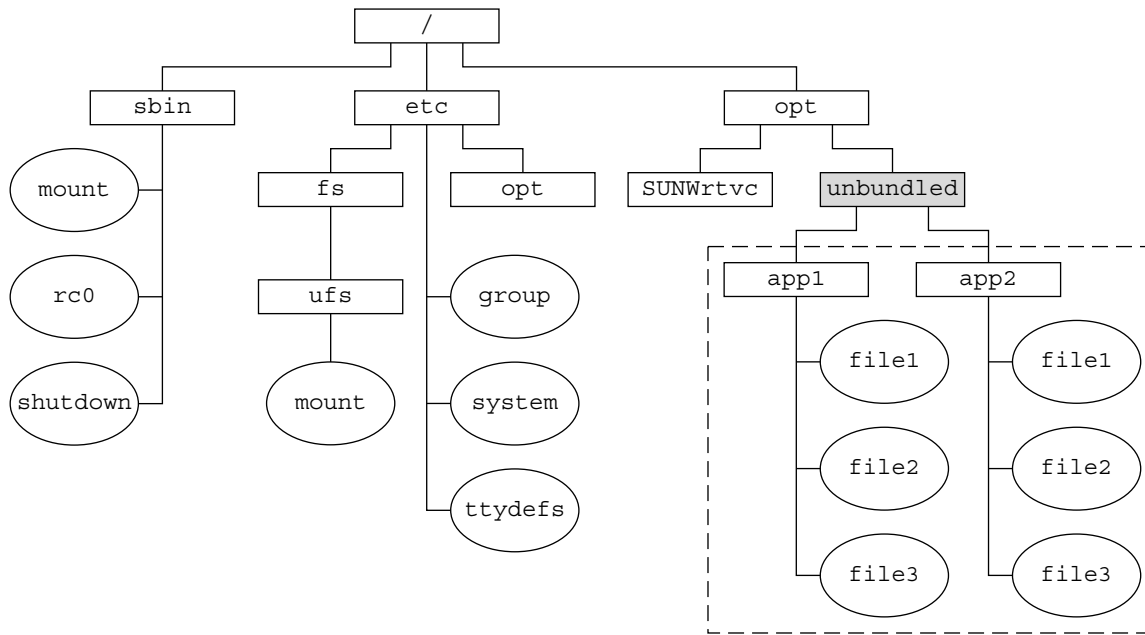 /
sbin
etc
opt
mount
fs
opt
SUNWrtvc
unbundled
rc0
ufs
group
app1
app2
shutdown
mount
system
file1
file1
ttydefs
file2
file2
file3
file3